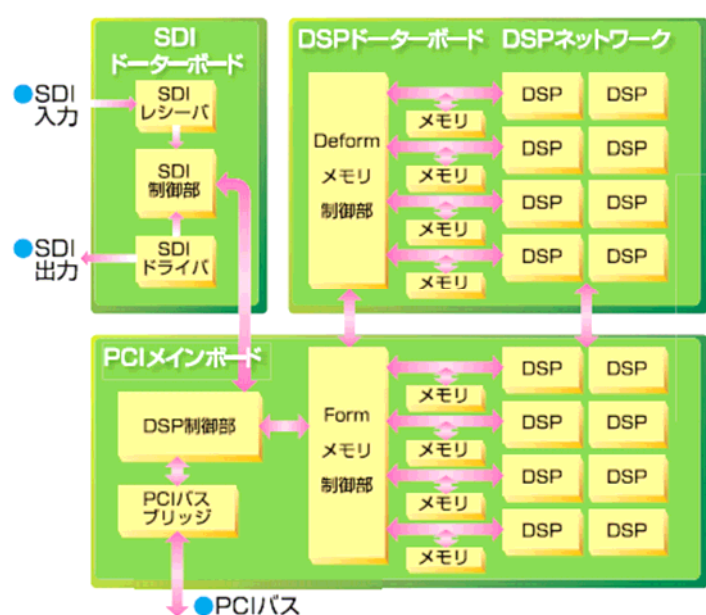 SDI
ドーターボード
SDI
入力
SDI
レシーバ
SDI
制御部
SDI
出力
SDI
ドライバ
DSPドーターボード
DSPネットワーク
Deform
メモリ
制御部
メモリ
メモリ
メモリ
メモリ
DSP DSP
DSP DSP
DSP DSP
DSP DSP
PCIメインボード
DSP制御部
PCIバス
ブリッジ
Form
メモリ
制御部
メモリ
メモリ
メモリ
メモリ
DSP DSP
DSP DSP
DSP DSP
DSP DSP
PCIバス